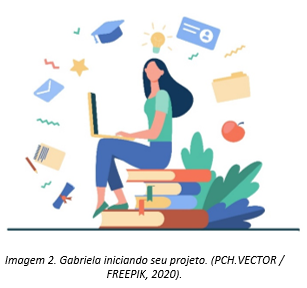 Imagem 2. Gabriela iniciando seu projeto. (PCH.VECTOR /
FREEPIK, 2020).